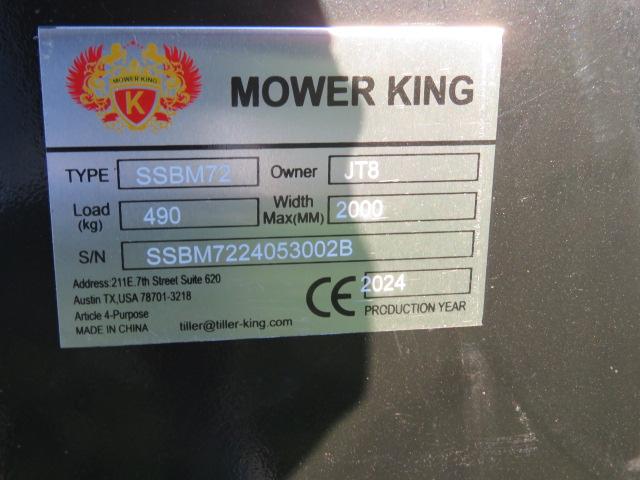 MOWER KING
K
MOWER KING
TYPE SSBM72 Owner JT8
Load (kg) 490 Width Max(MM) 2000
S/N SSBM7224053002B
Address:211E.7th Street Suite 620
Austin TX,USA 78701-3218
Article 4-Purpose
MADE IN CHINA tiller@tiller-king.com
CE 2024
PRODUCTION YEAR